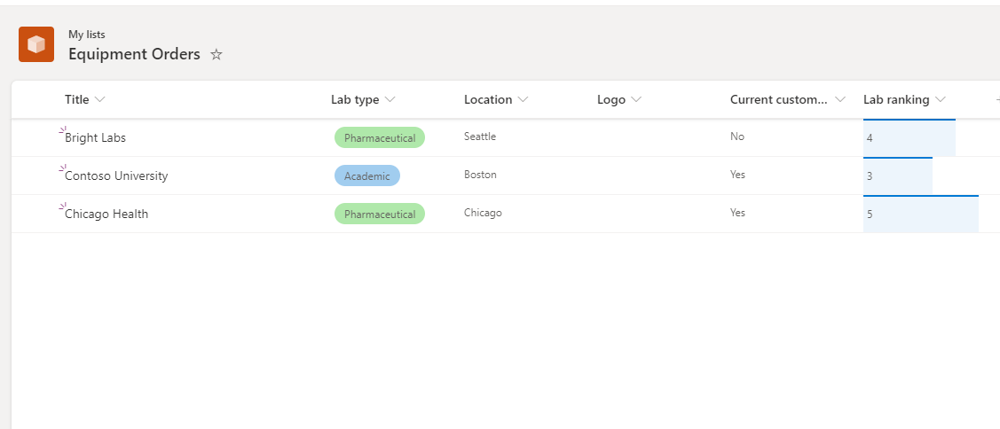 My lists
Equipment Orders
Title Lab type Location Logo Current custom... Lab ranking
Bright Labs Pharmaceutical Seattle No 4
Contoso University Academic Boston Yes 3
Chicago Health Pharmaceutical Chicago Yes 5